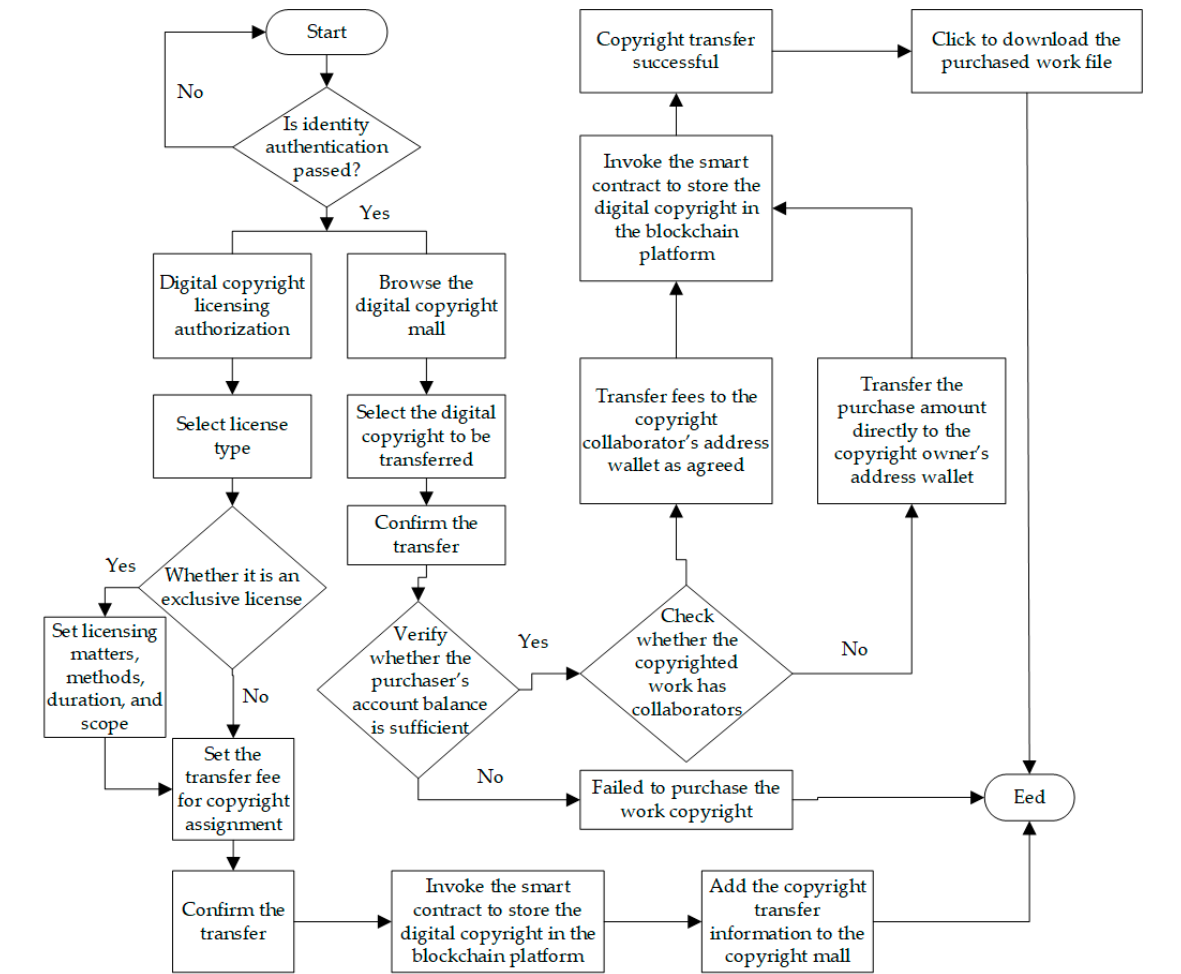 Start
No
Is identity
authentication
passed?
Yes
Digital copyright
licensing
authorization
Browse the
digital copyright
mall
Select license
type
Select the digital
copyright to be
transferred
Confirm the
transfer
Yes
Whether it is an
exclusive license
Set licensing
matters,
methods,
duration, and
scope
No
Set the
transfer fee
for copyright
assignment
Confirm the
transfer
Invoke the smart
contract to store the
digital copyright in the
blockchain platform
Add the copyright
transfer
information to the
copyright mall
Verify
whether the
purchaser's
account balance
is sufficient
Yes
No
Failed to purchase the
work copyright
Check
whether the
copyrighted
work has
collaborators
No
Transfer fees to the
copyright
collaborator's address
wallet as agreed
Transfer the
purchase amount
directly to the
copyright owner's
address wallet
Invoke the smart
contract to store the
digital copyright in
the blockchain
platform
Copyright transfer
successful
Click to download the
purchased work file
Eed